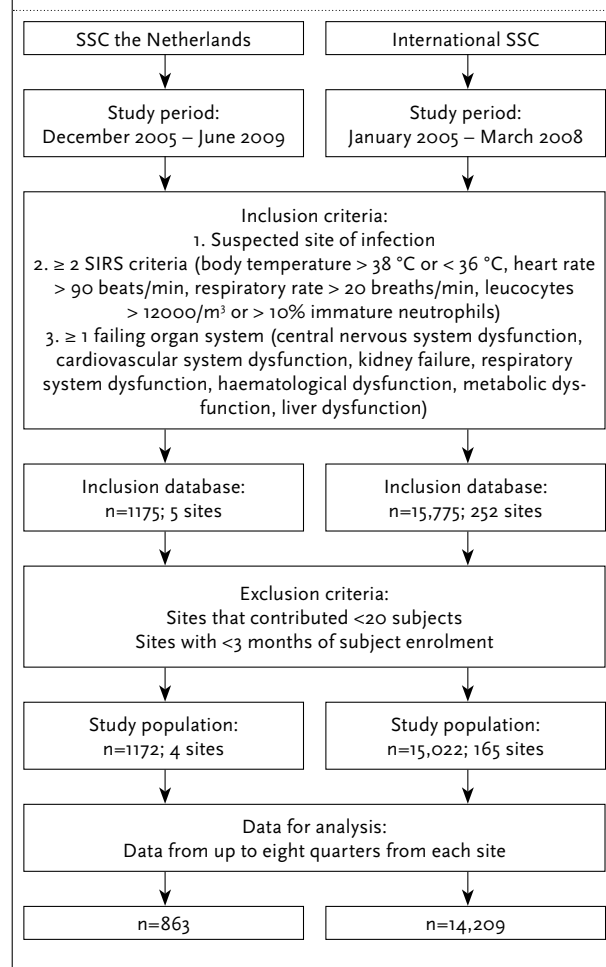 SSC the Netherlands
International SSC
Study period:
December 2005 – June 2009
Study period:
January 2005 – March 2008
Inclusion criteria:
1. Suspected site of infection
2. ≥ 2 SIRS criteria (body temperature > 38 °C or < 36 °C, heart rate
> 90 beats/min, respiratory rate > 20 breaths/min, leucocytes
> 12000/m³ or > 10% immature neutrophils)
3. ≥ 1 failing organ system (central nervous system dysfunction,
cardiovascular system dysfunction, kidney failure, respiratory
system dysfunction, haematological dysfunction, metabolic dys-
function, liver dysfunction)
Inclusion database:
n=1175; 5 sites
Inclusion database:
n=15,775; 252 sites
Exclusion criteria:
Sites that contributed <20 subjects
Sites with <3 months of subject enrolment
Study population:
n=1172; 4 sites
Study population:
n=15,022; 165 sites
Data for analysis:
Data from up to eight quarters from each site
n=863
n=14,209